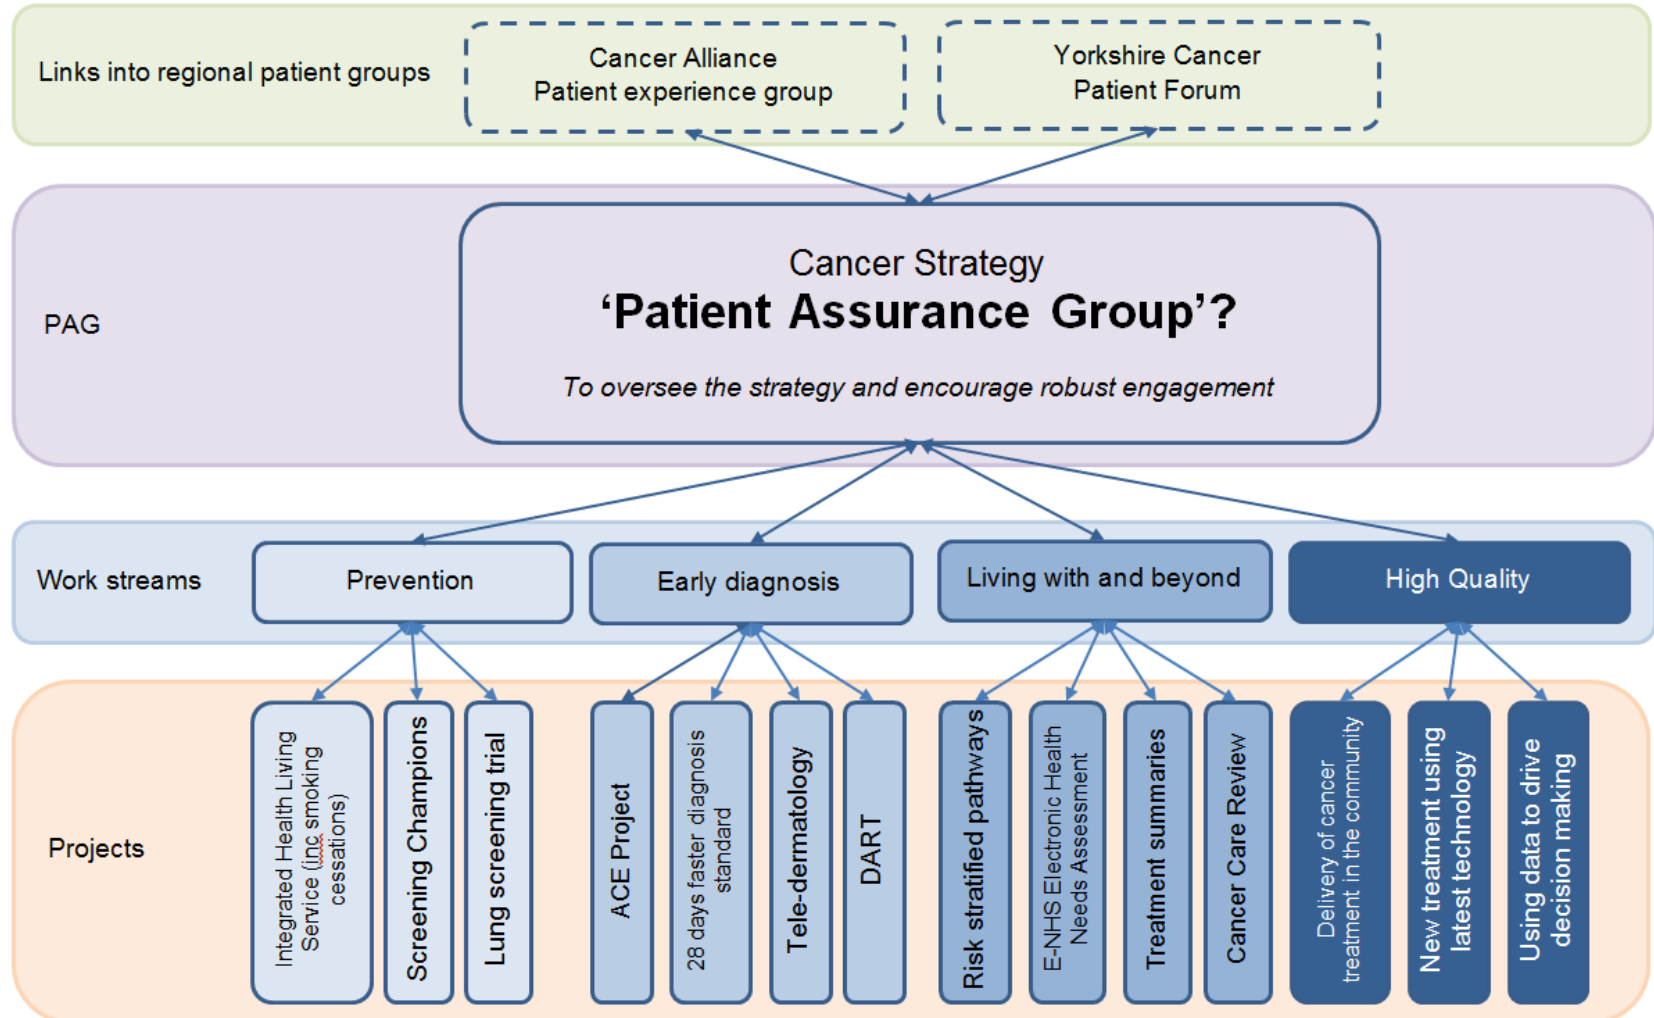 Links into regional patient groups
Cancer Alliance
Patient experience group
Yorkshire Cancer
Patient Forum
PAG
Cancer Strategy
‘Patient Assurance Group’?
To oversee the strategy and encourage robust engagement
Work streams
Prevention
Early diagnosis
Living with and beyond
High Quality
Projects
Integrated Health Living
Service (inc smoking
cessations)
Screening Champions
Lung screening trial
ACE Project
28 days faster diagnosis
standard
Tele-dermatology
DART
Risk stratified pathways
E-NHS Electronic Health
Needs Assessment
Treatment summaries
Cancer Care Review
Delivery of cancer
treatment in the community
New treatment using
latest technology
Using data to drive
decision making